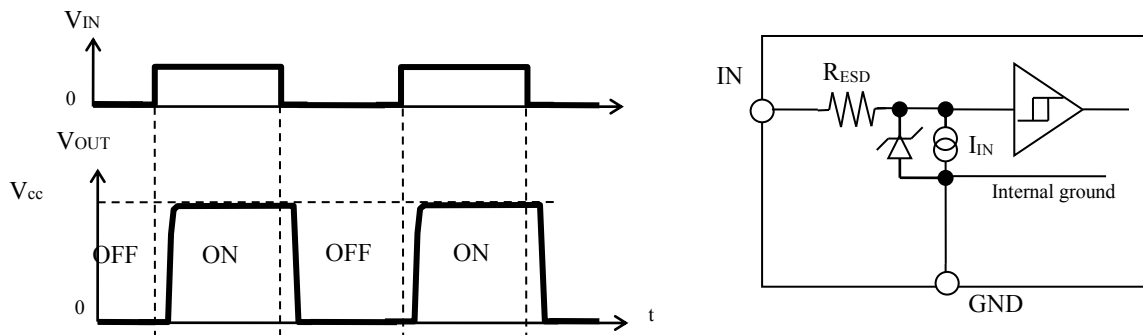 VIN
0
VOUT
Vcc
OFF ON OFF ON
0
t
IN
RESD
IIN
Internal ground
GND